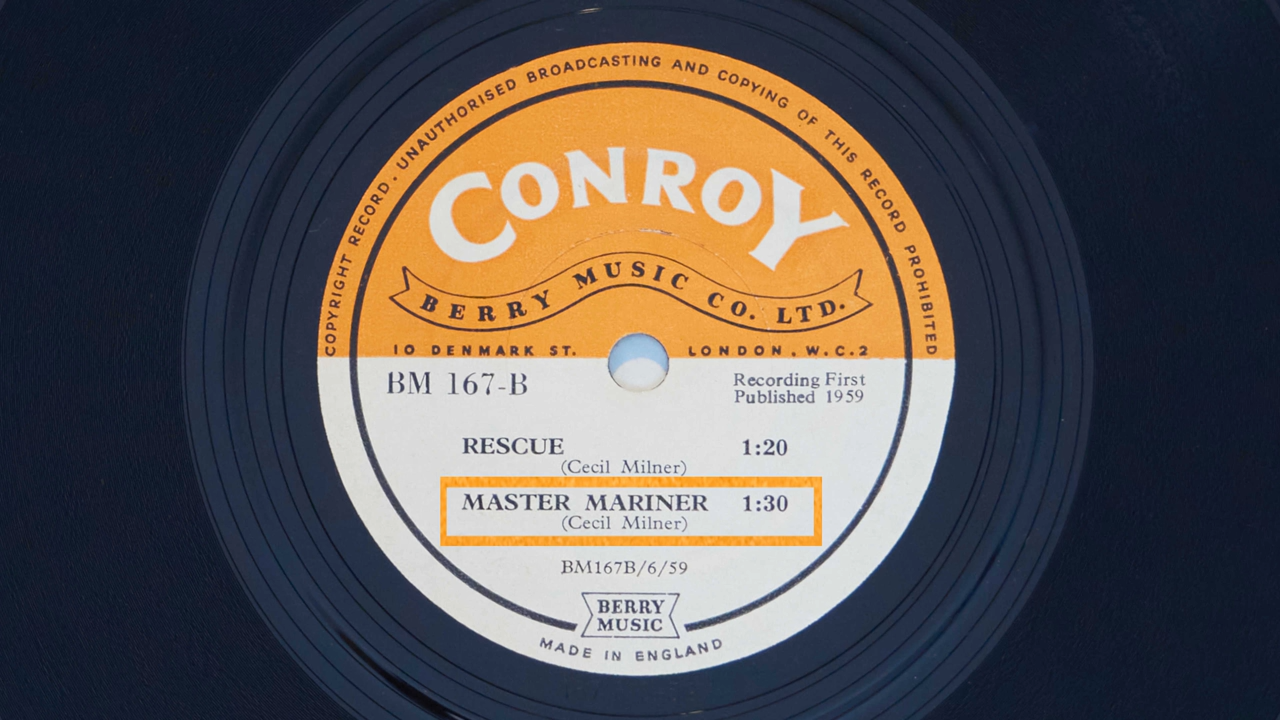 COPYRIGHT RECORD. UNAUTHORISED BROADCASTING AND COPYING OF THIS RECORD PROHIBITED
CONROY
BERRY MUSIC CO. LTD.
10 DENMARK ST. LONDON. W.C.2
BM 167-B
Recording First
Published 1959
RESCUE 1:20
(Cecil Milner)
MASTER MARINER 1:30
(Cecil Milner)
BM167B/6/59
BERRY
MUSIC
MADE IN ENGLAND